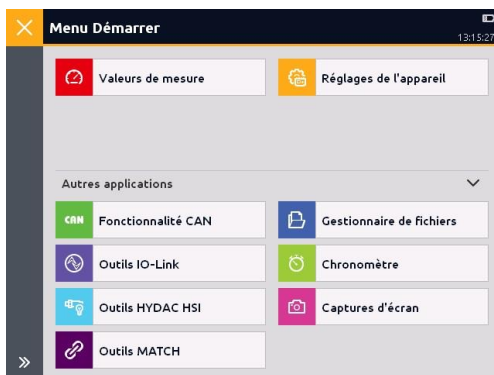 Menu Démarrer
13:15:27
Valeurs de mesure
Réglages de l'appareil
Autres applications
CAN Fonctionnalité CAN
Gestionnaire de fichiers
Outils IO-Link
Chronomètre
Outils HYDAC HSI
Captures d'écran
Outils MATCH